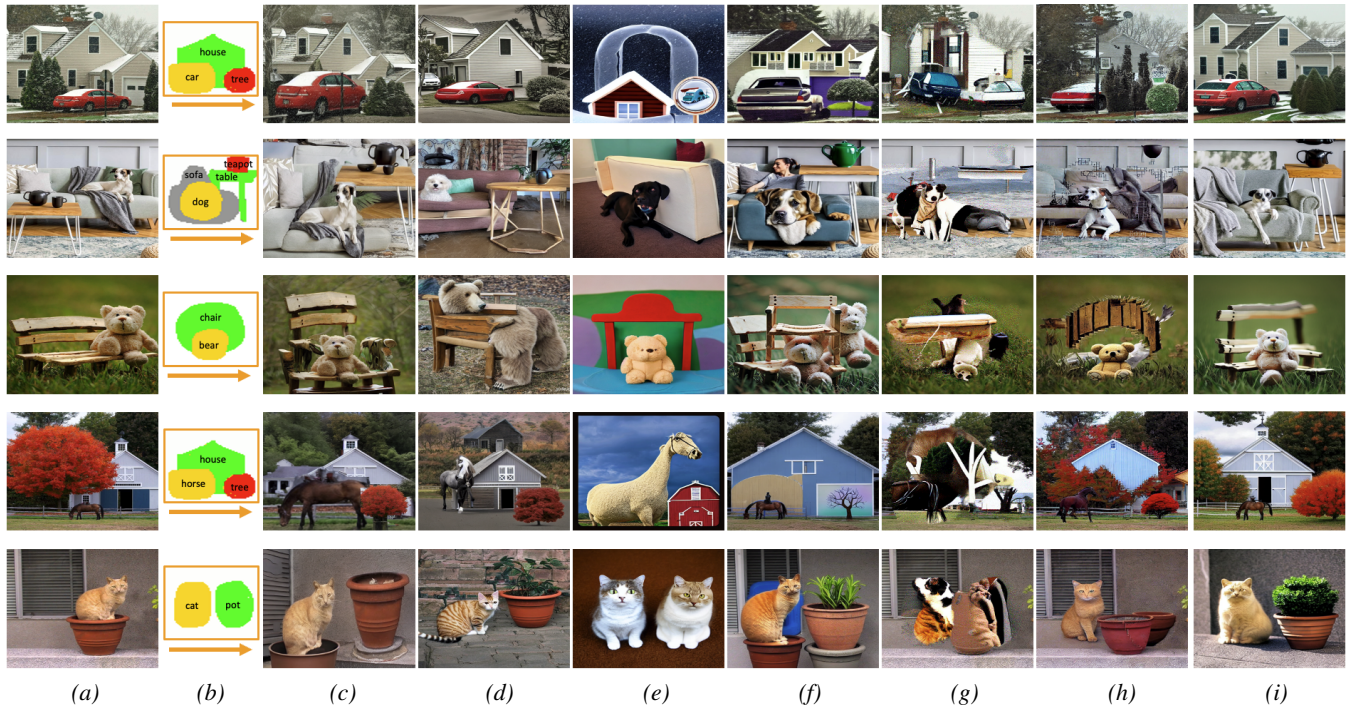 house
car
tree
teapot
sofa
table
dog
chair
bear
house
horse
tree
cat
pot
(a) (b) (c) (d) (e) (f) (g) (h) (i)